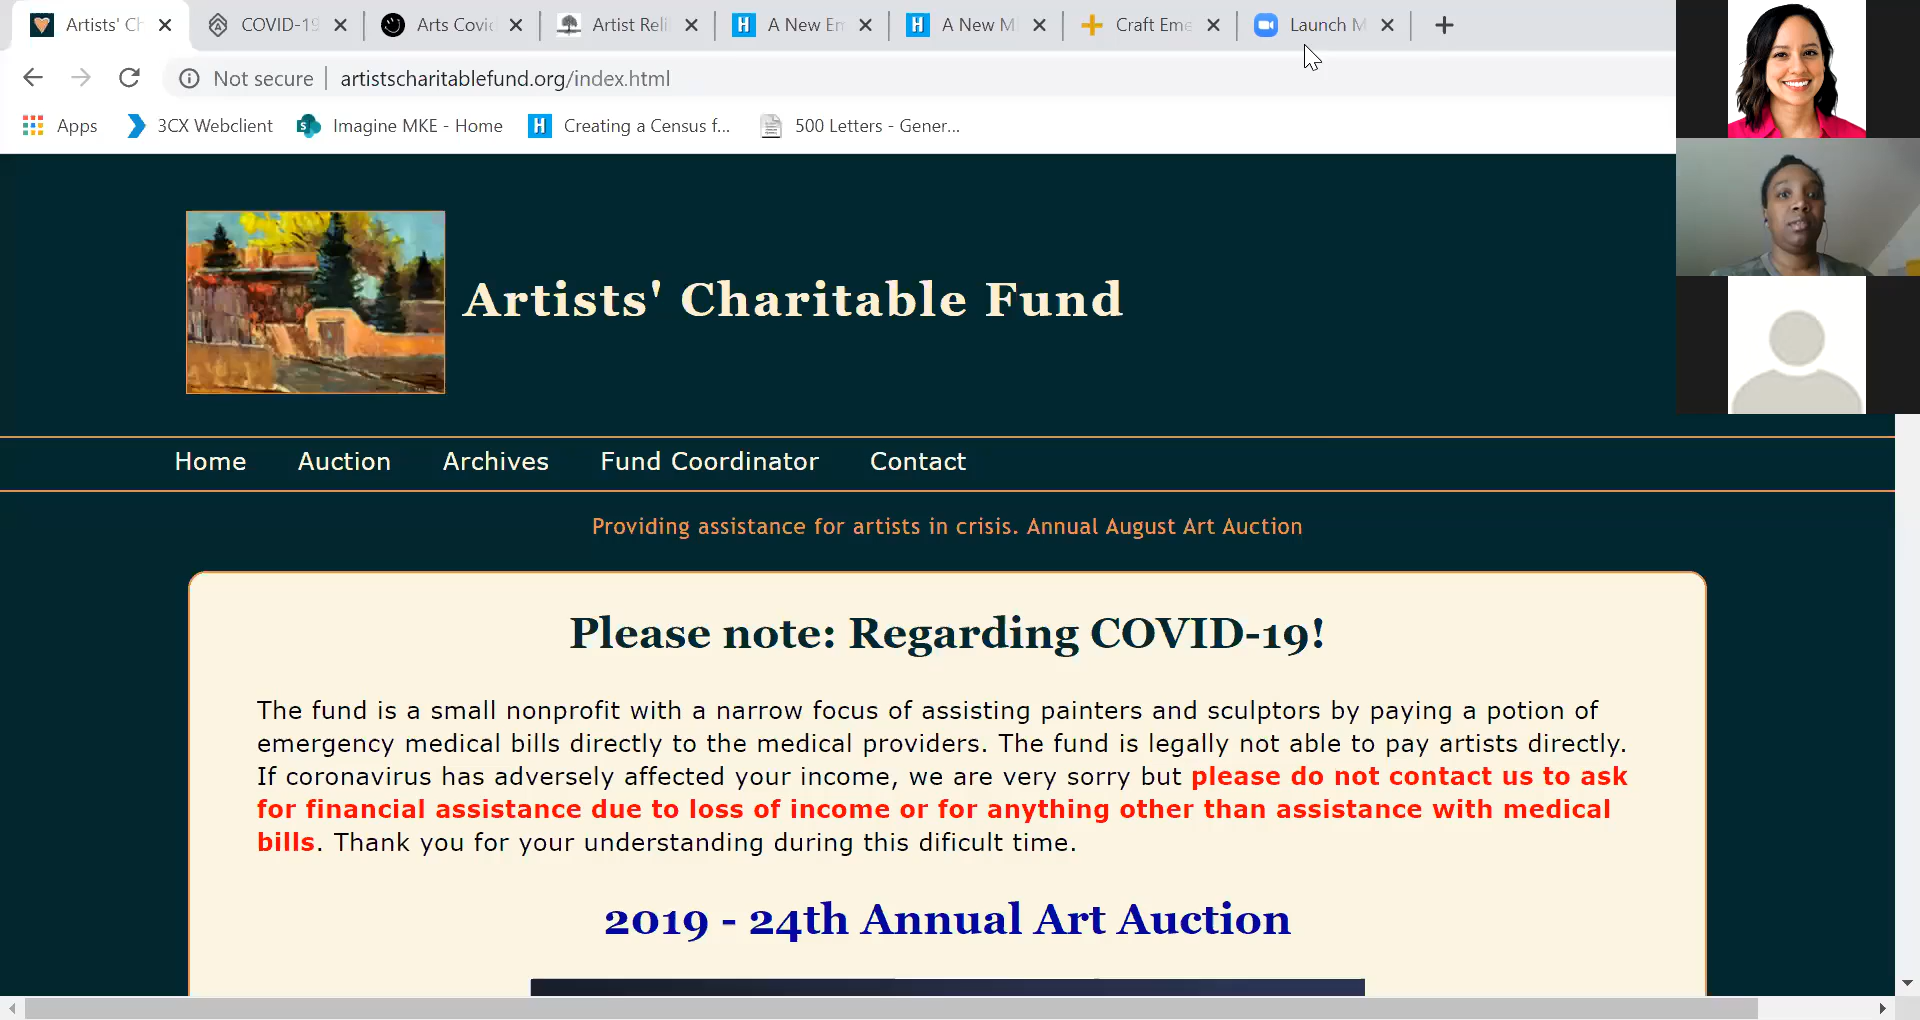 Artists' Ch COVID-19 Arts Covid Artist Reli A New Em A New M Craft Eme Launch M
Not secure artistscharitablefund.org/index.html
Apps 3CX Webclient Imagine MKE - Home Creating a Census f... 500 Letters - Gener...
Artists' Charitable Fund
Home Auction Archives Fund Coordinator Contact
Providing assistance for artists in crisis. Annual August Art Auction
Please note: Regarding COVID-19!
The fund is a small nonprofit with a narrow focus of assisting painters and sculptors by paying a potion of
emergency medical bills directly to the medical providers. The fund is legally not able to pay artists directly.
If coronavirus has adversely affected your income, we are very sorry but please do not contact us to ask
for financial assistance due to loss of income or for anything other than assistance with medical
bills. Thank you for your understanding during this dificult time.
2019 - 24th Annual Art Auction